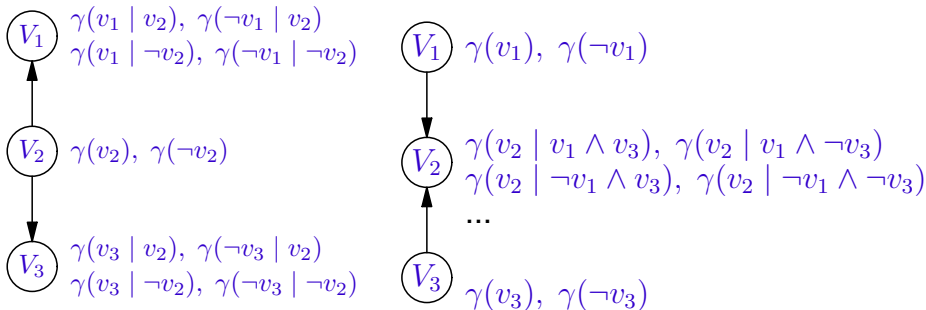 V₁ γ(v₁ | v₂), γ(¬v₁ | v₂)
γ(v₁ | ¬v₂), γ(¬v₁ | ¬v₂)
V₂ γ(v₂), γ(¬v₂)
V₃ γ(v₃ | v₂), γ(¬v₃ | v₂)
γ(v₃ | ¬v₂), γ(¬v₃ | ¬v₂)
V₁ γ(v₁), γ(¬v₁)
V₂ γ(v₂ | v₁ ∧ v₃), γ(v₂ | v₁ ∧ ¬v₃)
γ(v₂ | ¬v₁ ∧ v₃), γ(v₂ | ¬v₁ ∧ ¬v₃)
...
V₃ γ(v₃), γ(¬v₃)